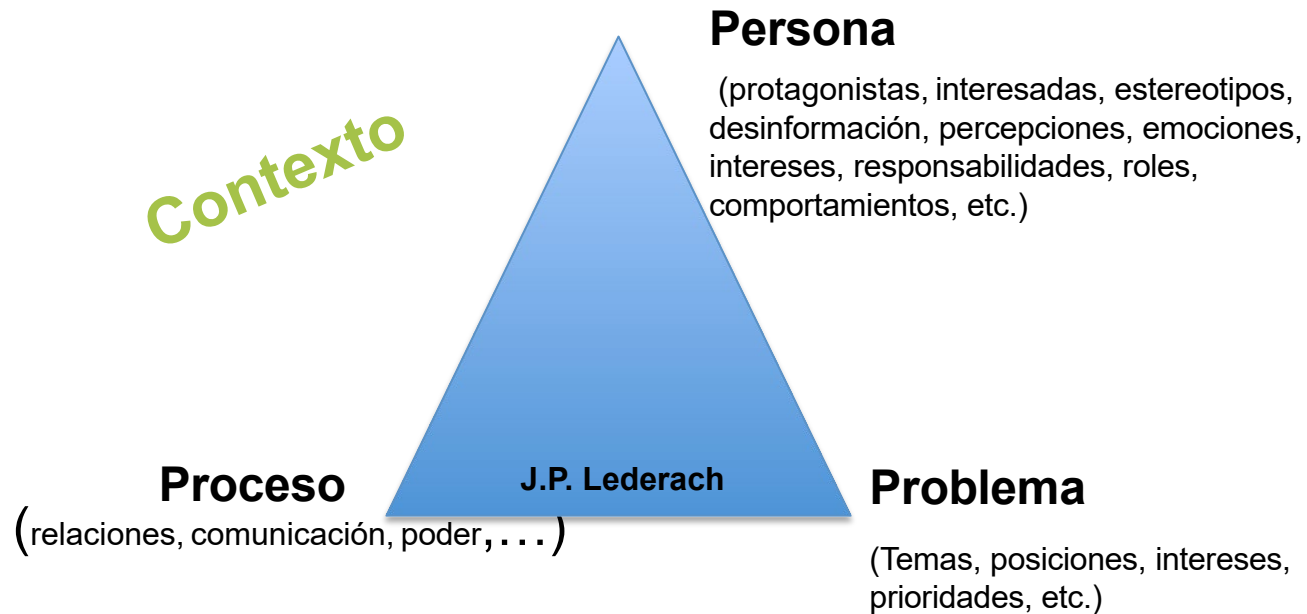 Persona
(protagonistas, interesadas, estereotipos,
desinformación, percepciones, emociones,
intereses, responsabilidades, roles,
comportamientos, etc.)
Contexto
Proceso
(relaciones, comunicación, poder,...)
J.P. Lederach
Problema
(Temas, posiciones, intereses,
prioridades, etc.)